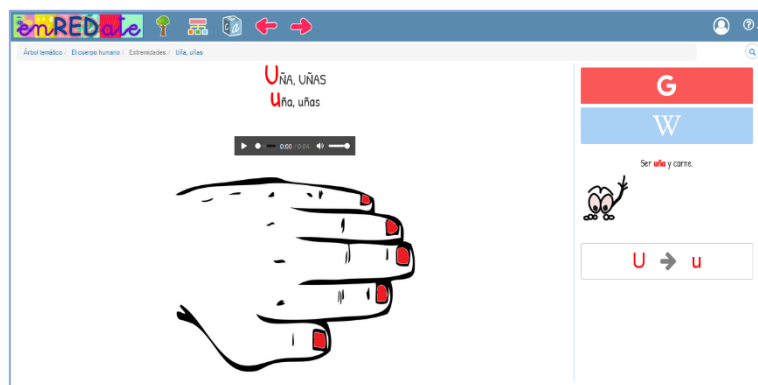 enREDate
Árbol temático / El cuerpo humano / Extremidades / Uña, uñas
UÑA, UÑAS
uña, uñas
0:00 / 0:04
G
W
Ser uña y carne.
U → u